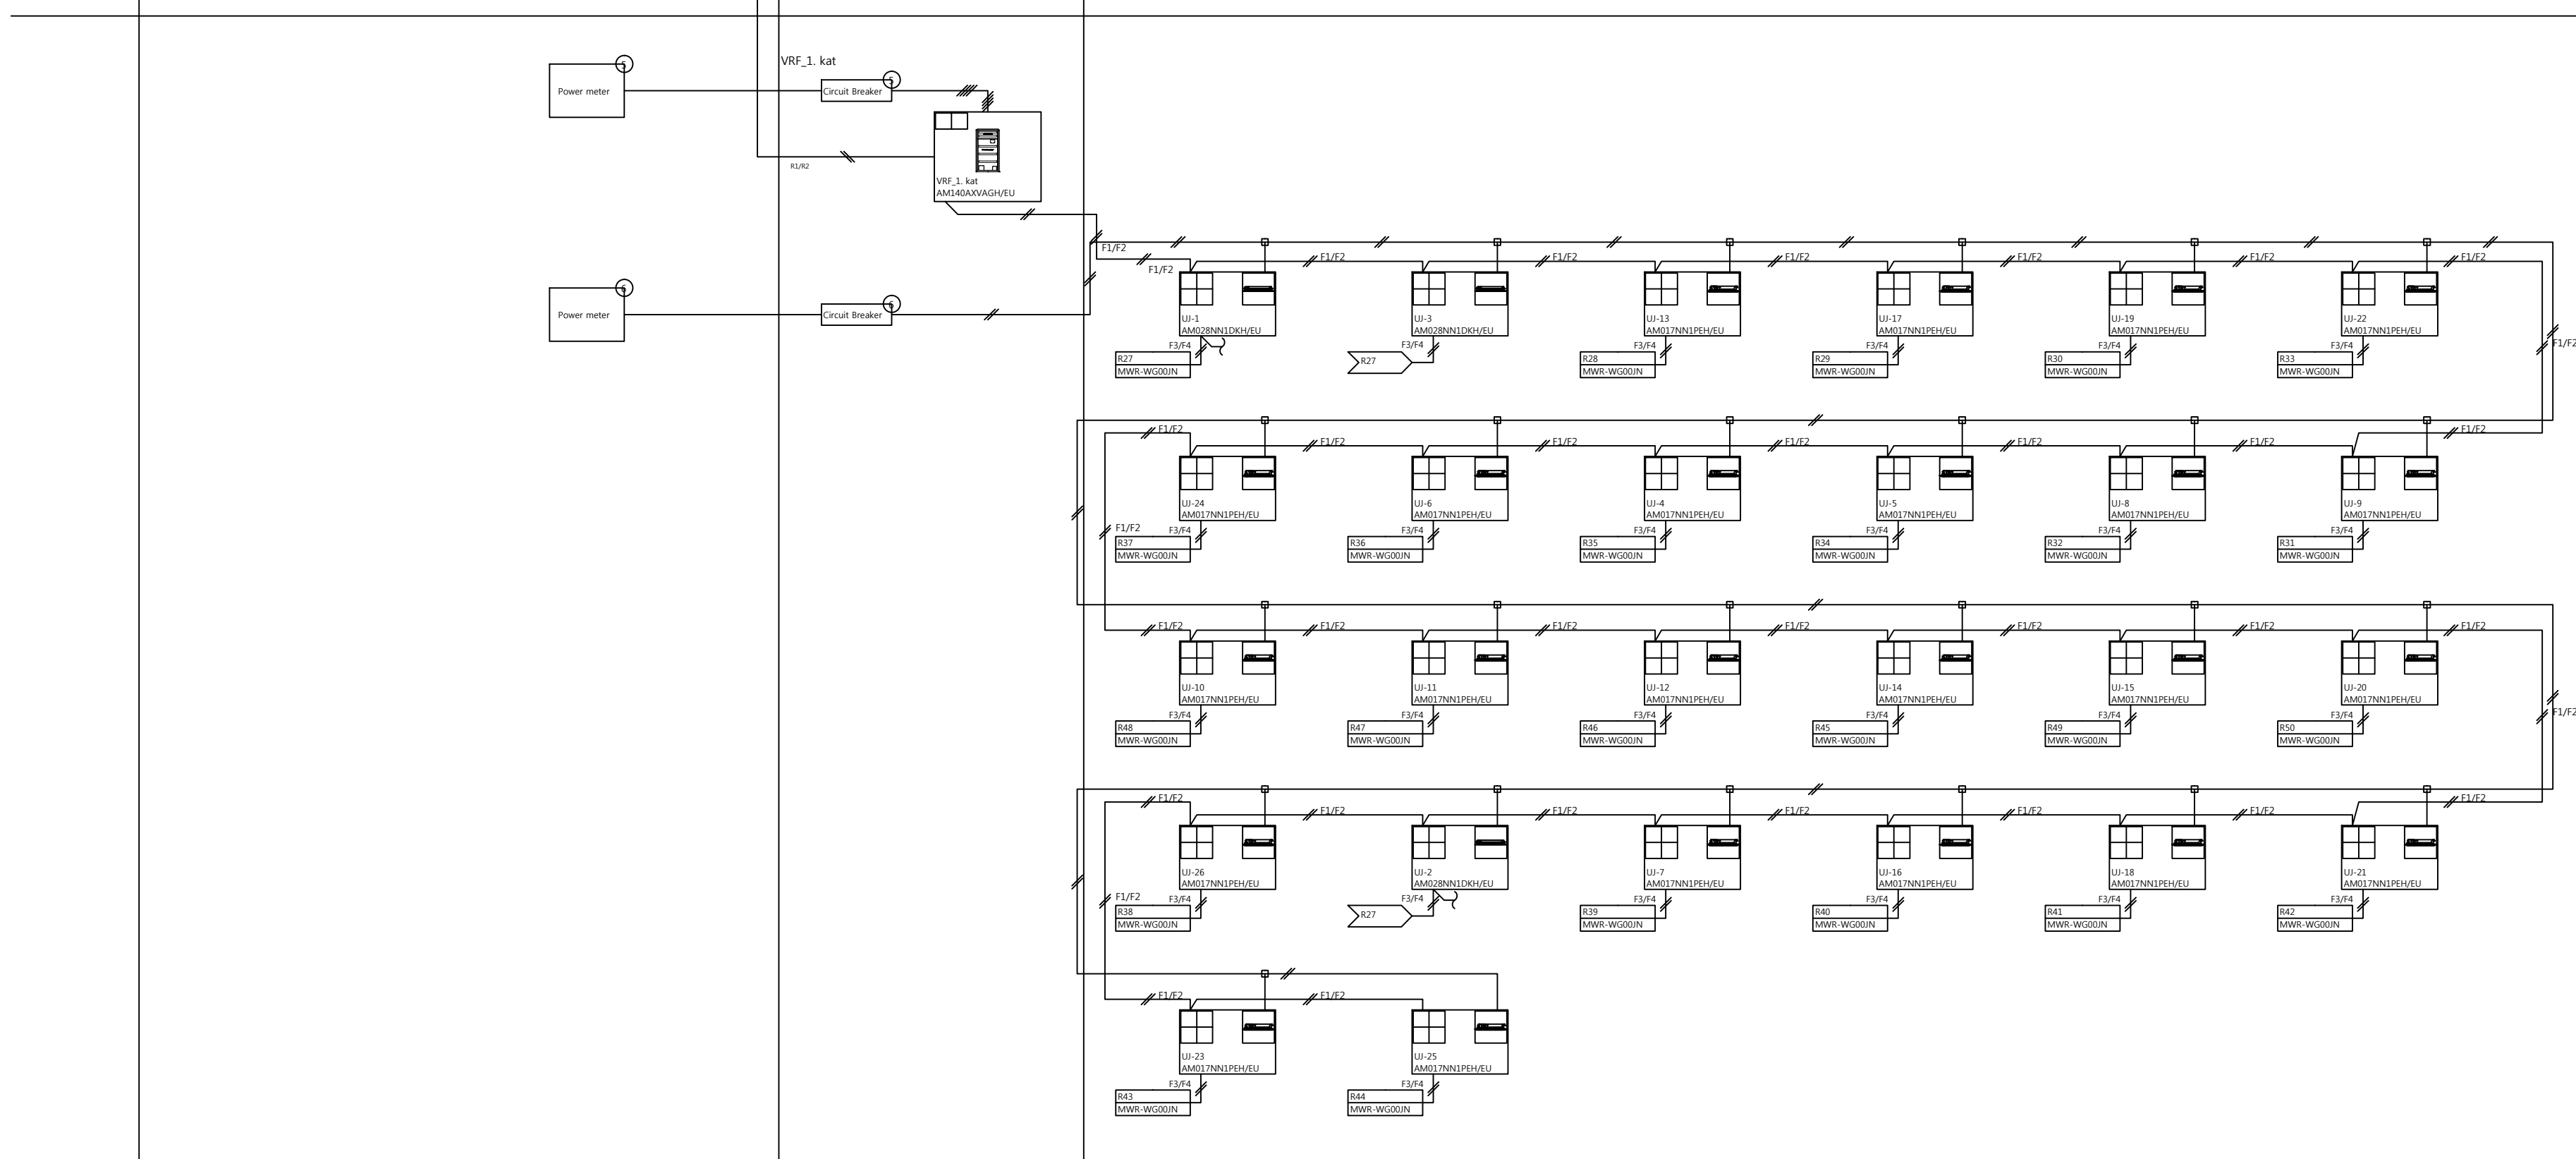 VRF_1. kat
5
Power meter
5
Circuit Breaker
R1/R2
VRF_1. kat
AM140AXVAGH/EU
6
Power meter
6
Circuit Breaker
F1/F2
F1/F2
F1/F2 F1/F2 F1/F2 F1/F2 F1/F2 F1/F2
UJ-1 UJ-3 UJ-13 UJ-17 UJ-19 UJ-22
AM028NN1DKH/EU AM028NN1DKH/EU AM017NN1PEH/EU AM017NN1PEH/EU AM017NN1PEH/EU AM017NN1PEH/EU
F1/F2
F3/F4 F3/F4 F3/F4 F3/F4 F3/F4 F3/F4
R27 R27 R28 R29 R30 R33
MWR-WG00JN MWR-WG00JN MWR-WG00JN MWR-WG00JN MWR-WG00JN
F1/F2 F1/F2
F1/F2 F1/F2 F1/F2 F1/F2 F1/F2
UJ-24 UJ-6 UJ-4 UJ-5 UJ-8 UJ-9
AM017NN1PEH/EU AM017NN1PEH/EU AM017NN1PEH/EU AM017NN1PEH/EU AM017NN1PEH/EU AM017NN1PEH/EU
F1/F2 F3/F4 F3/F4 F3/F4 F3/F4 F3/F4 F3/F4
R37 R36 R35 R34 R32 R31
MWR-WG00JN MWR-WG00JN MWR-WG00JN MWR-WG00JN MWR-WG00JN MWR-WG00JN
F1/F2 F1/F2 F1/F2 F1/F2 F1/F2 F1/F2 F1/F2
UJ-10 UJ-11 UJ-12 UJ-14 UJ-15 UJ-20
AM017NN1PEH/EU AM017NN1PEH/EU AM017NN1PEH/EU AM017NN1PEH/EU AM017NN1PEH/EU AM017NN1PEH/EU
F1/F2
F3/F4 F3/F4 F3/F4 F3/F4 F3/F4 F3/F4
R48 R47 R46 R45 R49 R50
MWR-WG00JN MWR-WG00JN MWR-WG00JN MWR-WG00JN MWR-WG00JN MWR-WG00JN
F1/F2 F1/F2
F1/F2 F1/F2 F1/F2 F1/F2 F1/F2
UJ-26 UJ-2 UJ-7 UJ-16 UJ-18 UJ-21
AM017NN1PEH/EU AM028NN1DKH/EU AM017NN1PEH/EU AM017NN1PEH/EU AM017NN1PEH/EU AM017NN1PEH/EU
F1/F2 F3/F4 F3/F4 F3/F4 F3/F4 F3/F4 F3/F4
R38 R27 R39 R40 R41 R42
MWR-WG00JN MWR-WG00JN MWR-WG00JN MWR-WG00JN MWR-WG00JN
F1/F2 F1/F2
UJ-23 UJ-25
AM017NN1PEH/EU AM017NN1PEH/EU
F3/F4 F3/F4
R43 R44
MWR-WG00JN MWR-WG00JN